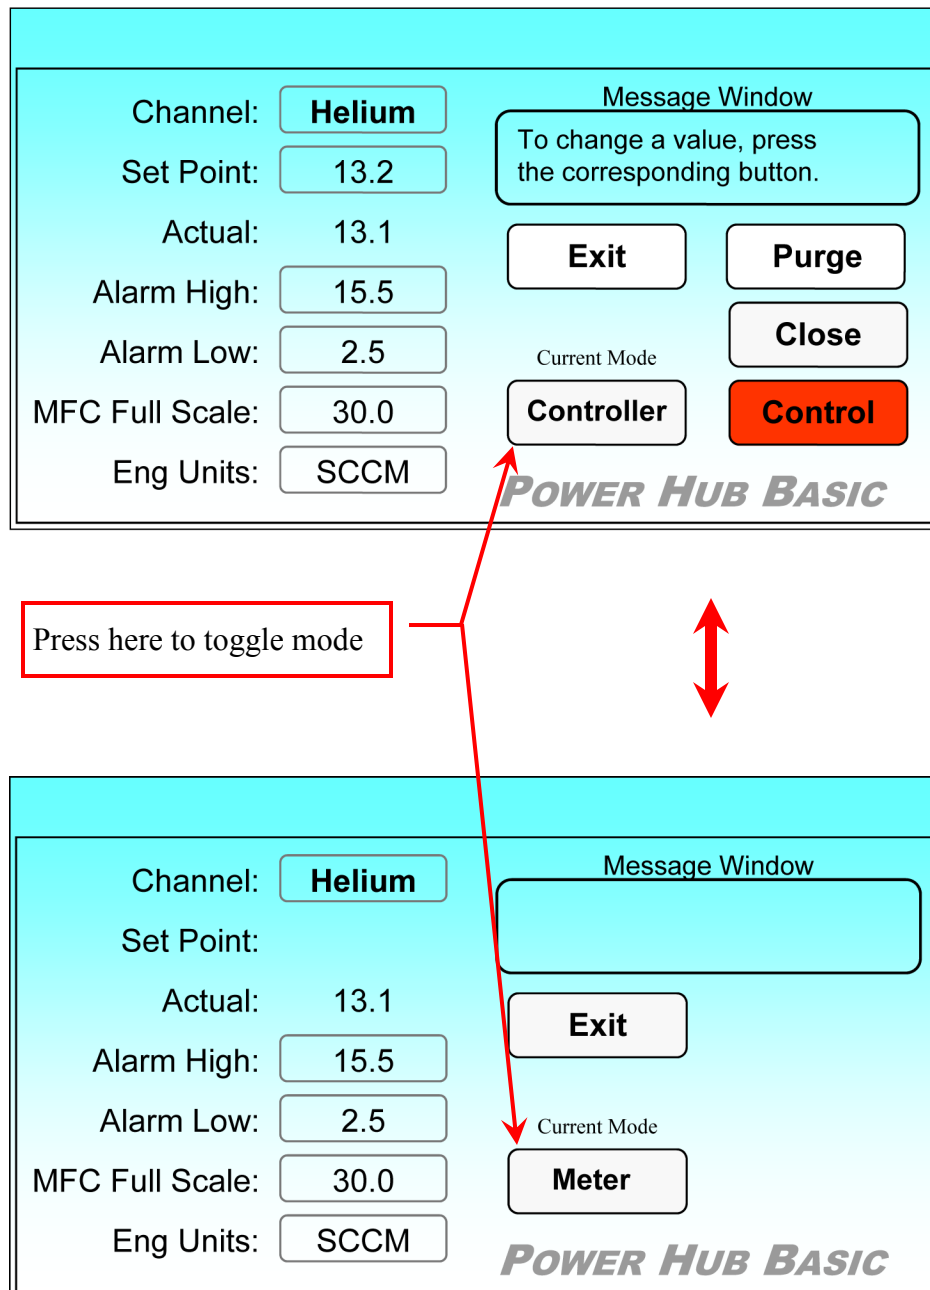 Channel: Helium
Set Point: 13.2
Actual: 13.1
Alarm High: 15.5
Alarm Low: 2.5
MFC Full Scale: 30.0
Eng Units: SCCM
Message Window
To change a value, press
the corresponding button.
Exit
Purge
Close
Current Mode
Controller
Control
POWER HUB BASIC
Press here to toggle mode
Channel: Helium
Set Point:
Actual: 13.1
Alarm High: 15.5
Alarm Low: 2.5
MFC Full Scale: 30.0
Eng Units: SCCM
Message Window
Exit
Current Mode
Meter
POWER HUB BASIC